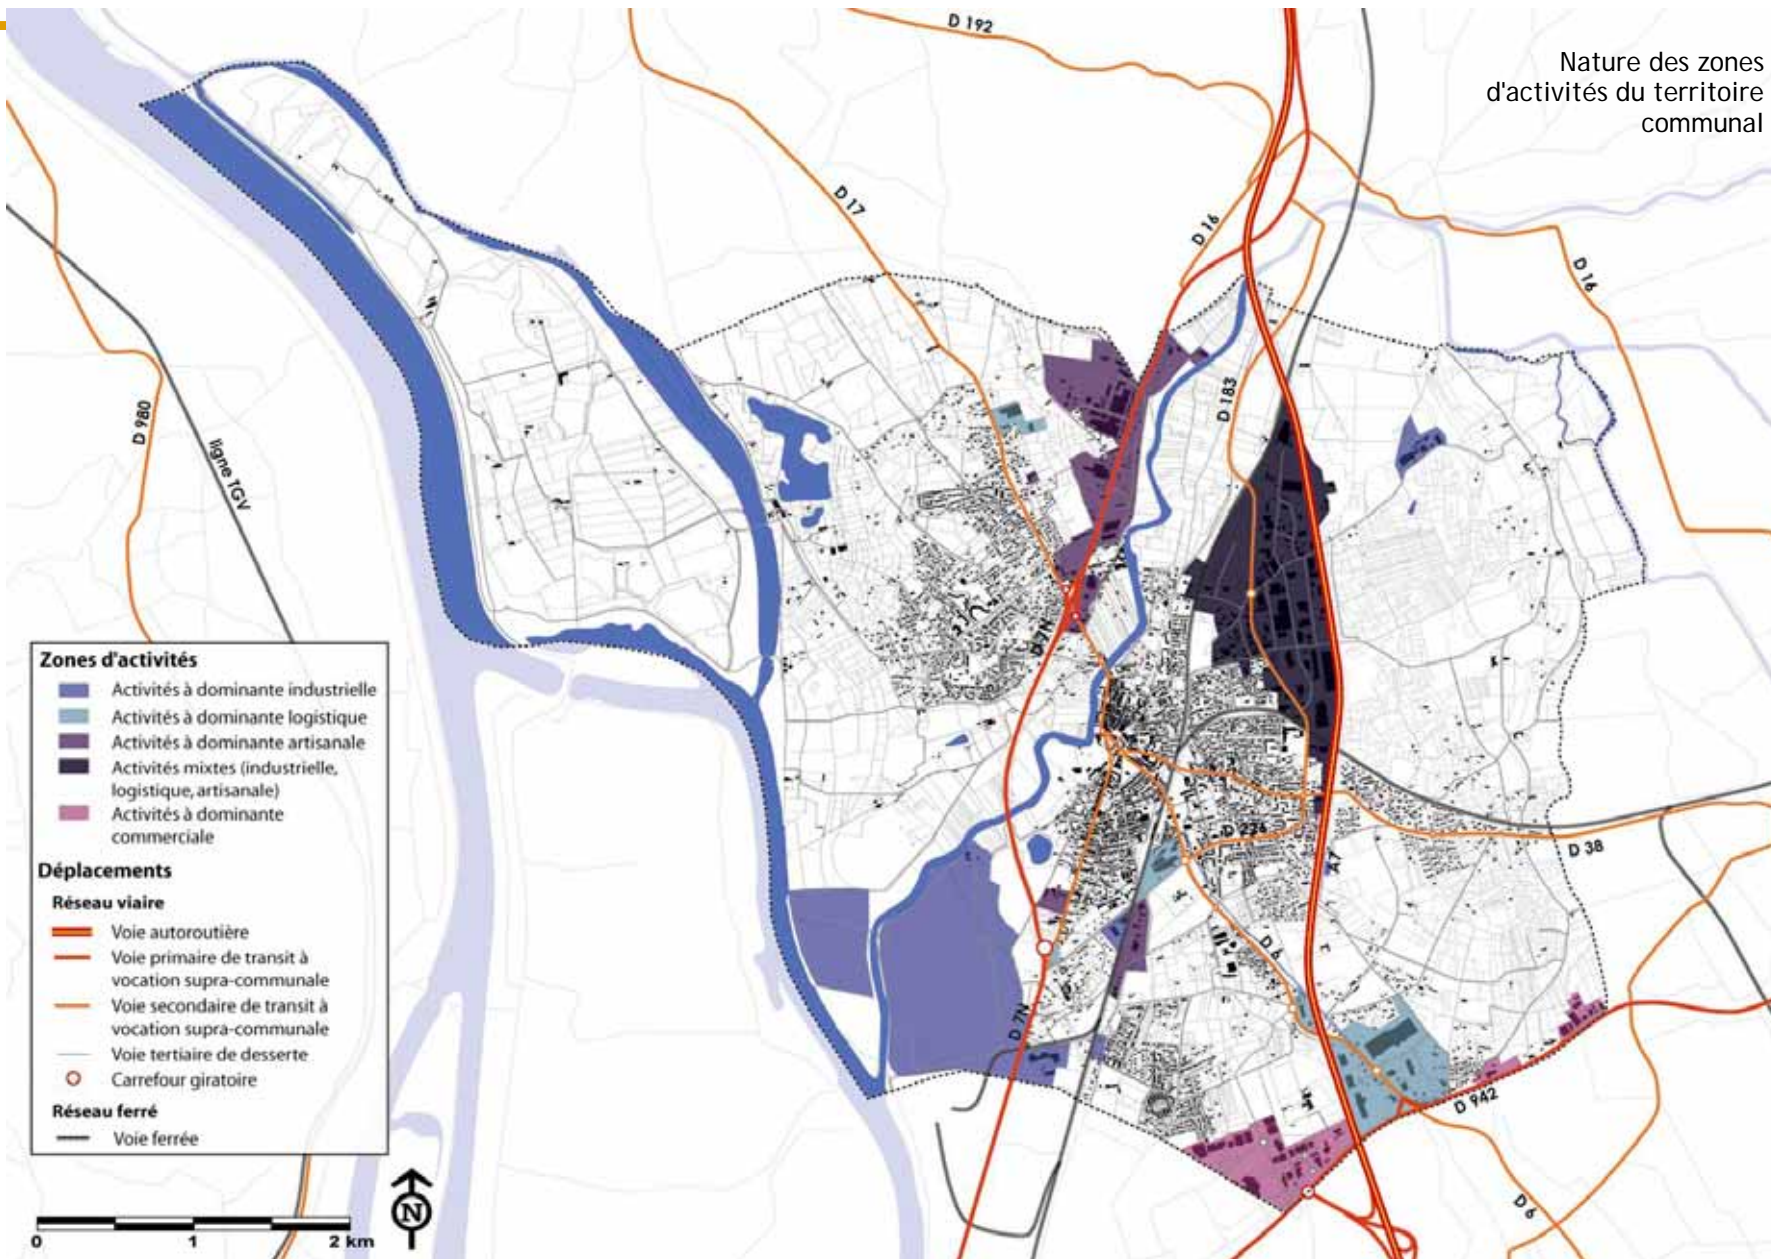 Nature des zones
d'activités du territoire
communal
D 192
D 17
D 16
D 16
D 183
D 980
ligne TGV
D 7N
D 226
D 38
A7
D 6
D 7N
D 942
D 6
Zones d'activités
Activités à dominante industrielle
Activités à dominante logistique
Activités à dominante artisanale
Activités mixtes (industrielle,
logistique, artisanale)
Activités à dominante
commerciale
Déplacements
Réseau viaire
Voie autoroutière
Voie primaire de transit à
vocation supra-communale
Voie secondaire de transit à
vocation supra-communale
Voie tertiaire de desserte
Carrefour giratoire
Réseau ferré
Voie ferrée
N
0 1 2 km